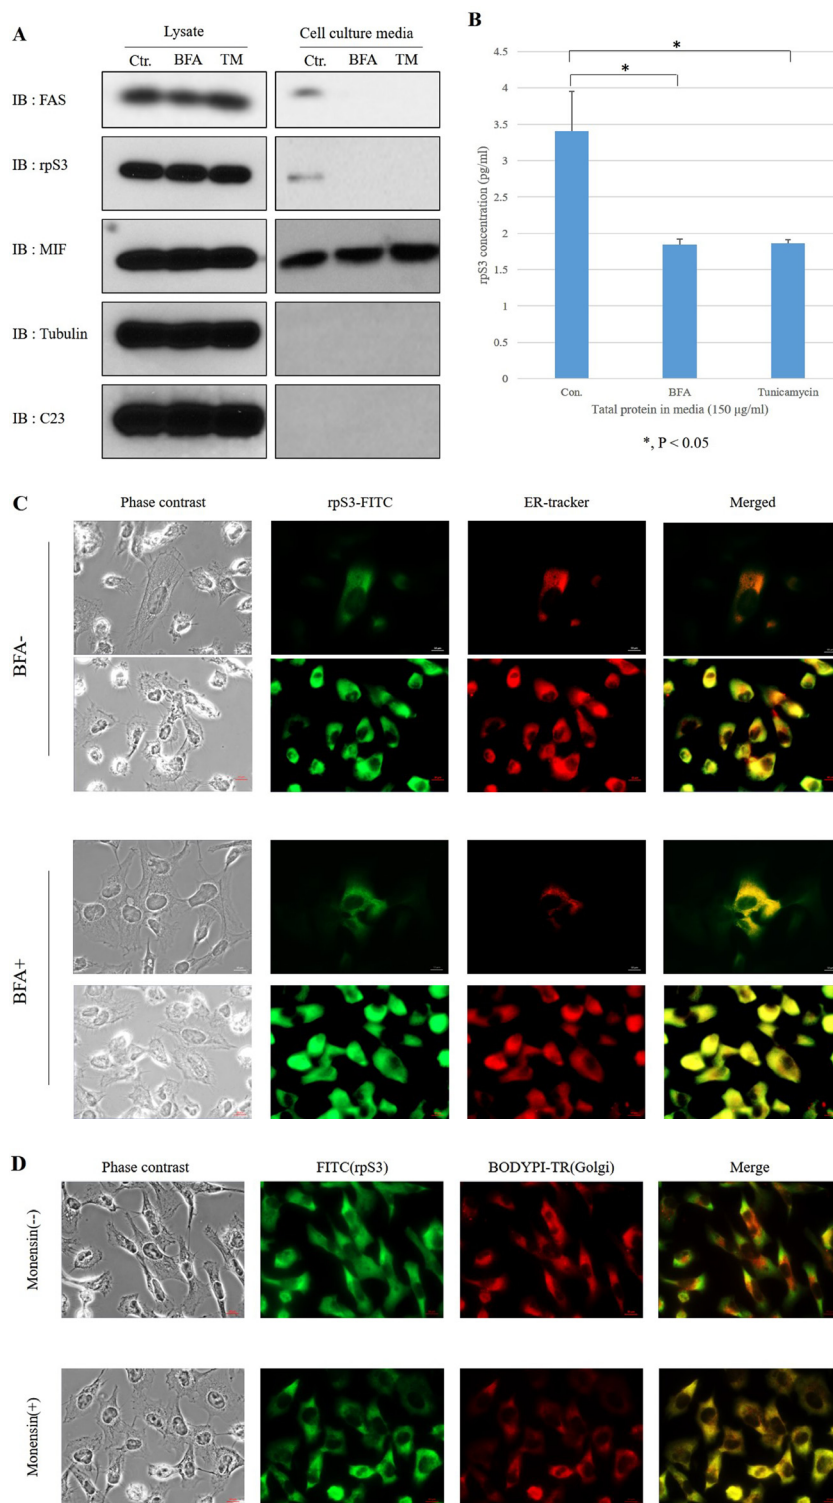 A
Lysate
Cell culture media
Ctr. BFA TM
Ctr. BFA TM
IB : FAS
IB : rpS3
IB : MIF
IB : Tubulin
IB : C23
B
4.5
4
3.5
3
2.5
2
1.5
1
0.5
0
rpS3 concentration (pg/ml)
*
*
Con. BFA Tunicamycin
Tatal protein in media (150 µg/ml)
*, P < 0.05
C
Phase contrast rpS3-FITC ER-tracker Merged
BFA-
BFA+
D
Phase contrast FITC(rpS3) BODYPI-TR(Golgi) Merge
Monensin(--)
Monensin(+)